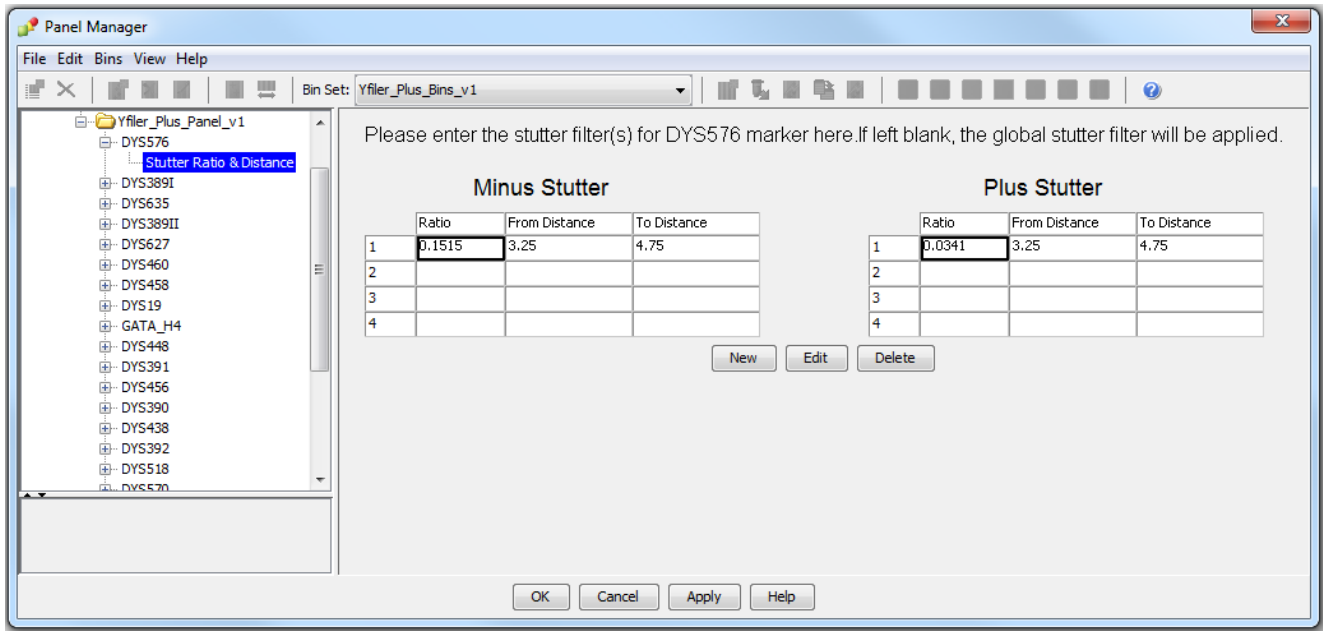 Panel Manager
File Edit Bins View Help
Bin Set: Yfiler_Plus_Bins_v1
Yfiler_Plus_Panel_v1
DYS576
Stutter Ratio & Distance
DYS389I
DYS635
DYS389II
DYS627
DYS460
DYS458
DYS19
GATA_H4
DYS448
DYS391
DYS456
DYS390
DYS438
DYS392
DYS518
DYS570
Please enter the stutter filter(s) for DYS576 marker here.If left blank, the global stutter filter will be applied.
Minus Stutter
Ratio From Distance To Distance
1 0.1515 3.25 4.75
2
3
4
Plus Stutter
Ratio From Distance To Distance
1 0.0341 3.25 4.75
2
3
4
New Edit Delete
OK Cancel Apply Help